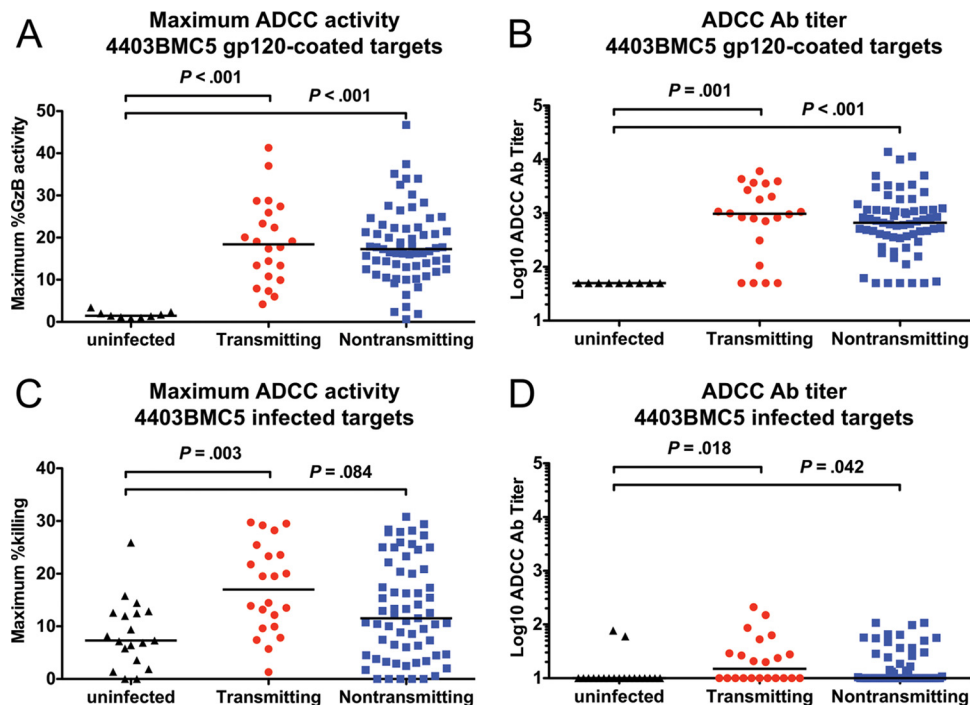 A
Maximum ADCC activity
4403BMC5 gp120-coated targets
P < .001
P < .001
Maximum %GzB activity
50
40
30
20
10
0
uninfected Transmitting Nontransmitting
B
ADCC Ab titer
4403BMC5 gp120-coated targets
P = .001
P < .001
Log10 ADCC Ab Titer
5
4
3
2
1
uninfected Transmitting Nontransmitting
C
Maximum ADCC activity
4403BMC5 infected targets
P = .003
P = .084
Maximum %killing
40
30
20
10
0
uninfected Transmitting Nontransmitting
D
ADCC Ab titer
4403BMC5 infected targets
P = .018
P = .042
Log10 ADCC Ab Titer
5
4
3
2
1
uninfected Transmitting Nontransmitting